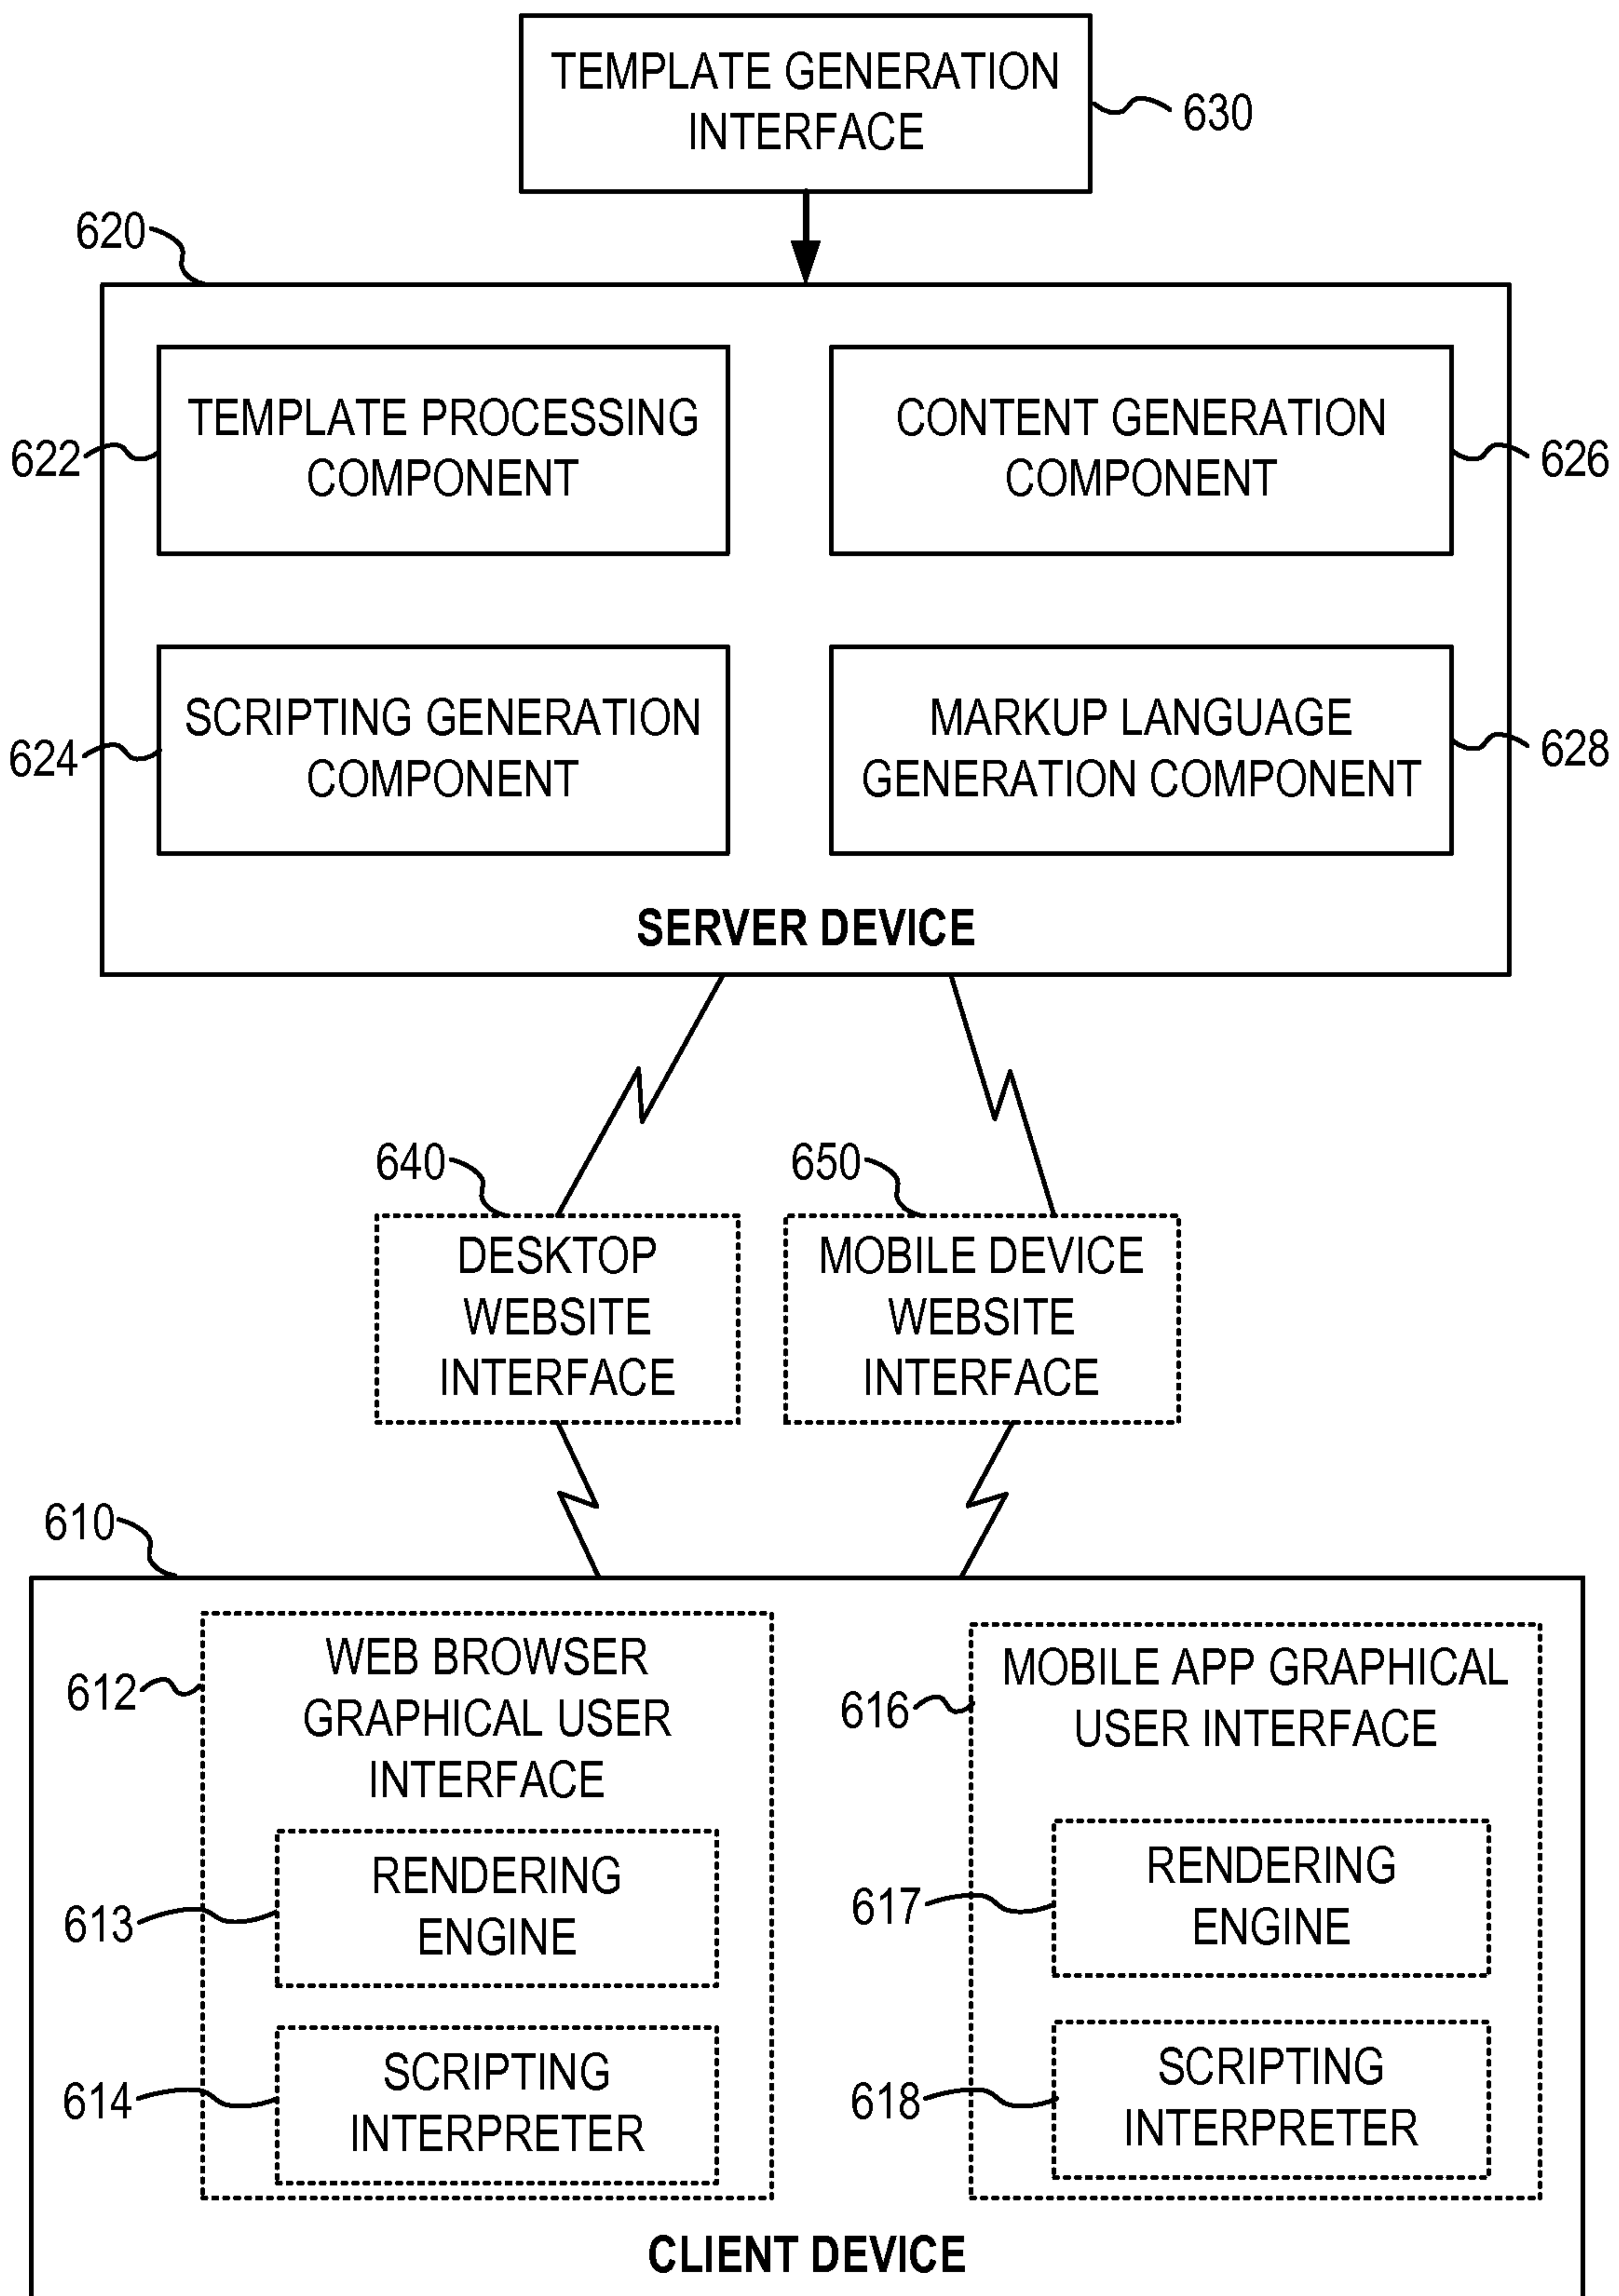 TEMPLATE GENERATION
INTERFACE
630
620
TEMPLATE PROCESSING
COMPONENT
622
CONTENT GENERATION
COMPONENT
626
SCRIPTING GENERATION
COMPONENT
624
MARKUP LANGUAGE
GENERATION COMPONENT
628
SERVER DEVICE
640
650
DESKTOP
WEBSITE
INTERFACE
MOBILE DEVICE
WEBSITE
INTERFACE
610
612
WEB BROWSER
GRAPHICAL USER
INTERFACE
613
RENDERING
ENGINE
614
SCRIPTING
INTERPRETER
616
MOBILE APP GRAPHICAL
USER INTERFACE
617
RENDERING
ENGINE
618
SCRIPTING
INTERPRETER
CLIENT DEVICE